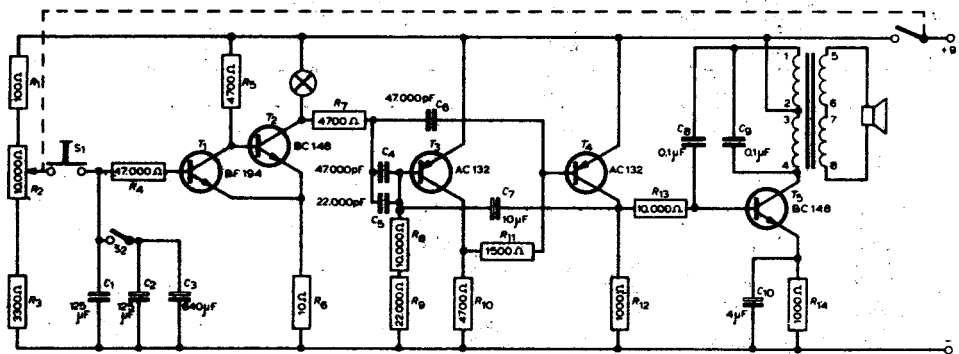 +9
100Ω R1
4700Ω R5
T2
BC 148
R7
4700Ω
47.000pF C6
1 5
2 6
3 7
4 8
C8
0,1µF
C9
0,1µF
S1
10.000Ω R2
47.000Ω
R4
T1
BF 194
C4
47.000pF
22.000pF
C5
T3
AC 132
C7
10µF
T4
AC 132
R13
10.000Ω
T5
BC 148
S2
R11
1500Ω
10.000Ω R8
3300Ω R3
C1
125 µF
C2
C3
640µF
10Ω R6
22.000Ω R9
4700Ω R10
1000Ω R12
C10
4µF
R14
-